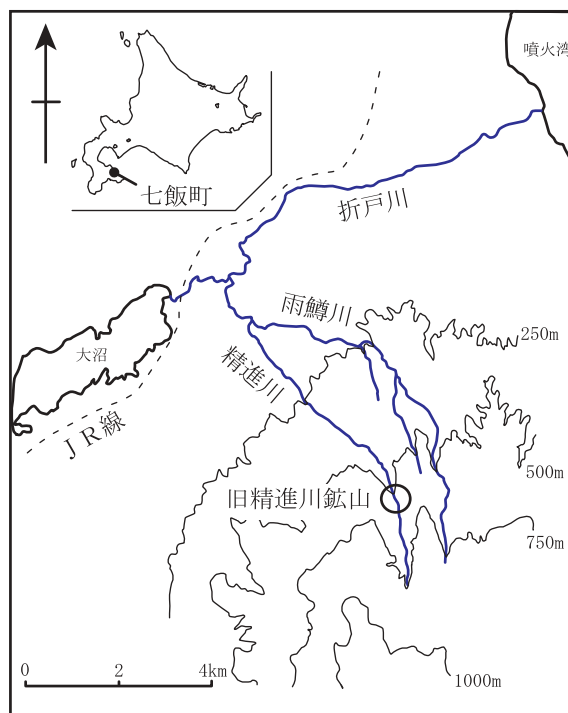 噴火湾
七飯町
折戸川
雨鱒川
250m
大沼
精進川
JR線
500m
旧精進川鉱山
750m
0 2 4km
1000m